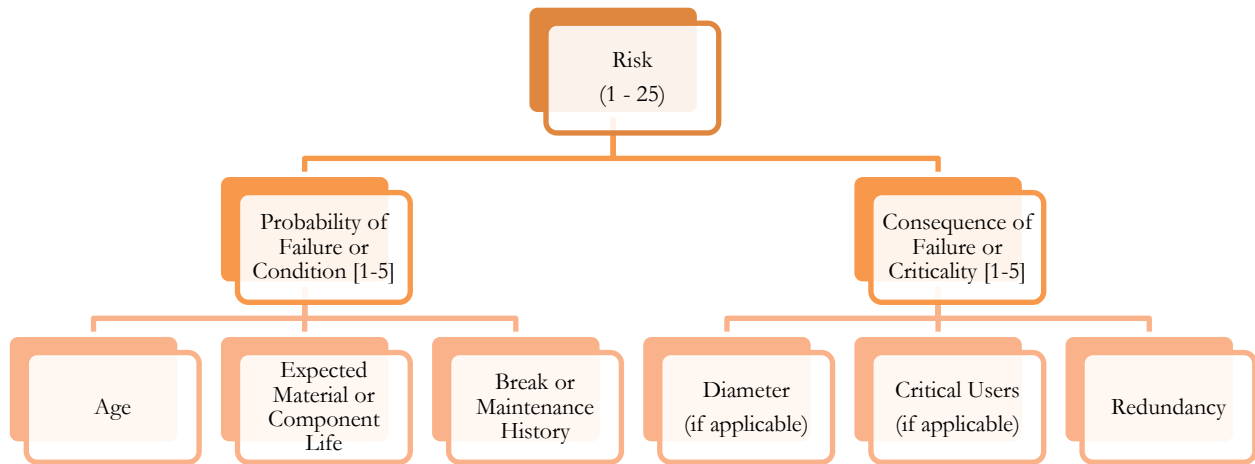 Risk
(1 - 25)
Probability of
Failure or
Condition [1-5]
Consequence of
Failure or
Criticality [1-5]
Age
Expected
Material or
Component
Life
Break or
Maintenance
History
Diameter
(if applicable)
Critical Users
(if applicable)
Redundancy